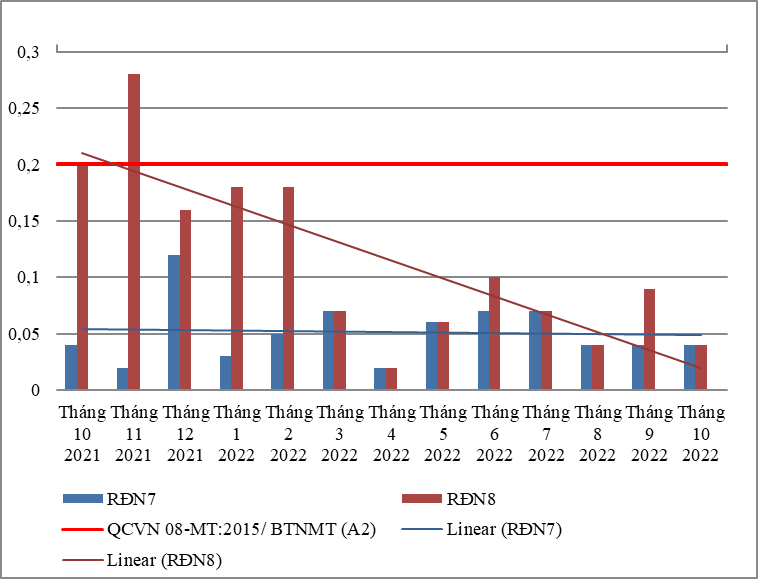 0,3
0,25
0,2
0,15
0,1
0,05
0
Tháng 10 2021
Tháng 11 2021
Tháng 12 2021
Tháng 1 2022
Tháng 2 2022
Tháng 3 2022
Tháng 4 2022
Tháng 5 2022
Tháng 6 2022
Tháng 7 2022
Tháng 8 2022
Tháng 9 2022
Tháng 10 2022
RĐN7
RĐN8
QCVN 08-MT:2015/ BTNMT (A2)
Linear (RĐN7)
Linear (RĐN8)